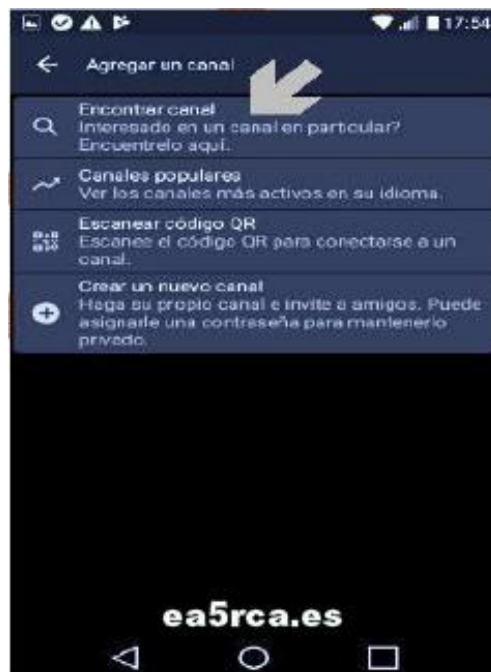 17:54
Agregar un canal
Encontrar canal
Interesado en un canal en particular?
Encuentrelo aquí.
Canales populares
Ver los canales más activos en su idioma.
Escanear código QR
Escanee el código QR para conectarse a un
canal.
Crear un nuevo canal
Haga su propio canal e invite a amigos. Puede
asignarle una contraseña para mantenerlo
privado.
ea5rca.es